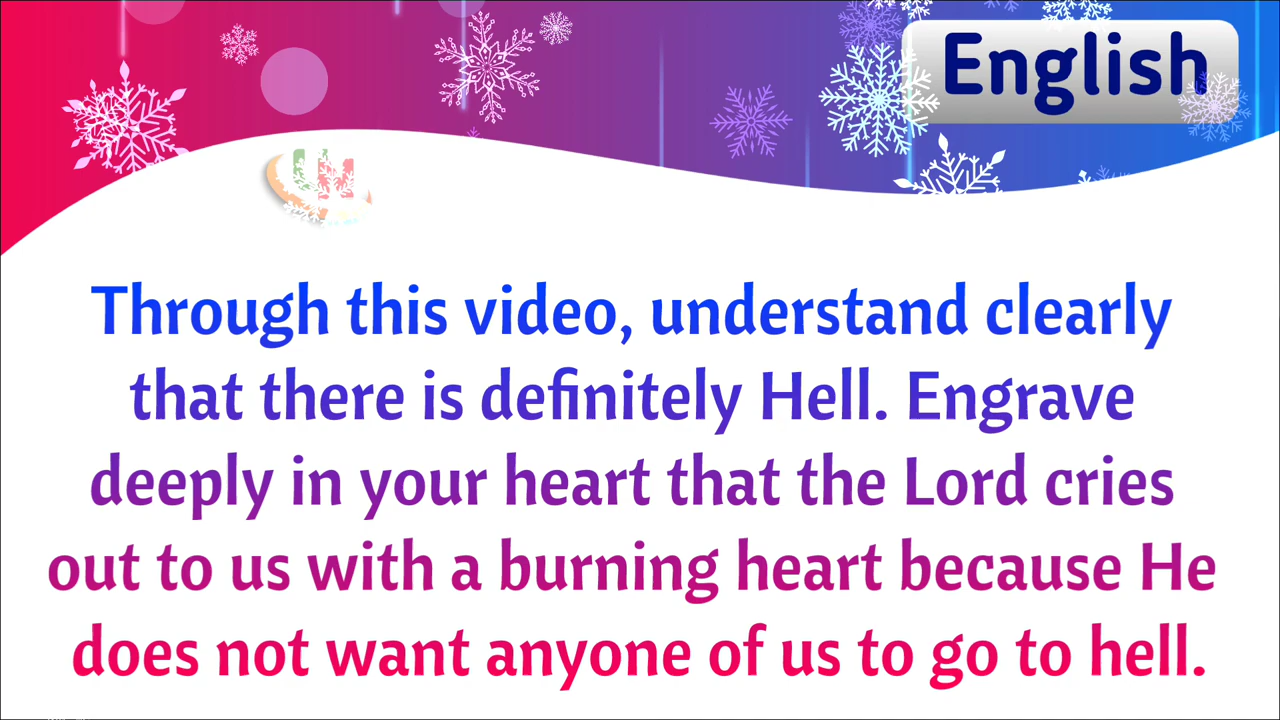 English
Through this video, understand clearly
that there is definitely Hell. Engrave
deeply in your heart that the Lord cries
out to us with a burning heart because He
does not want anyone of us to go to hell.